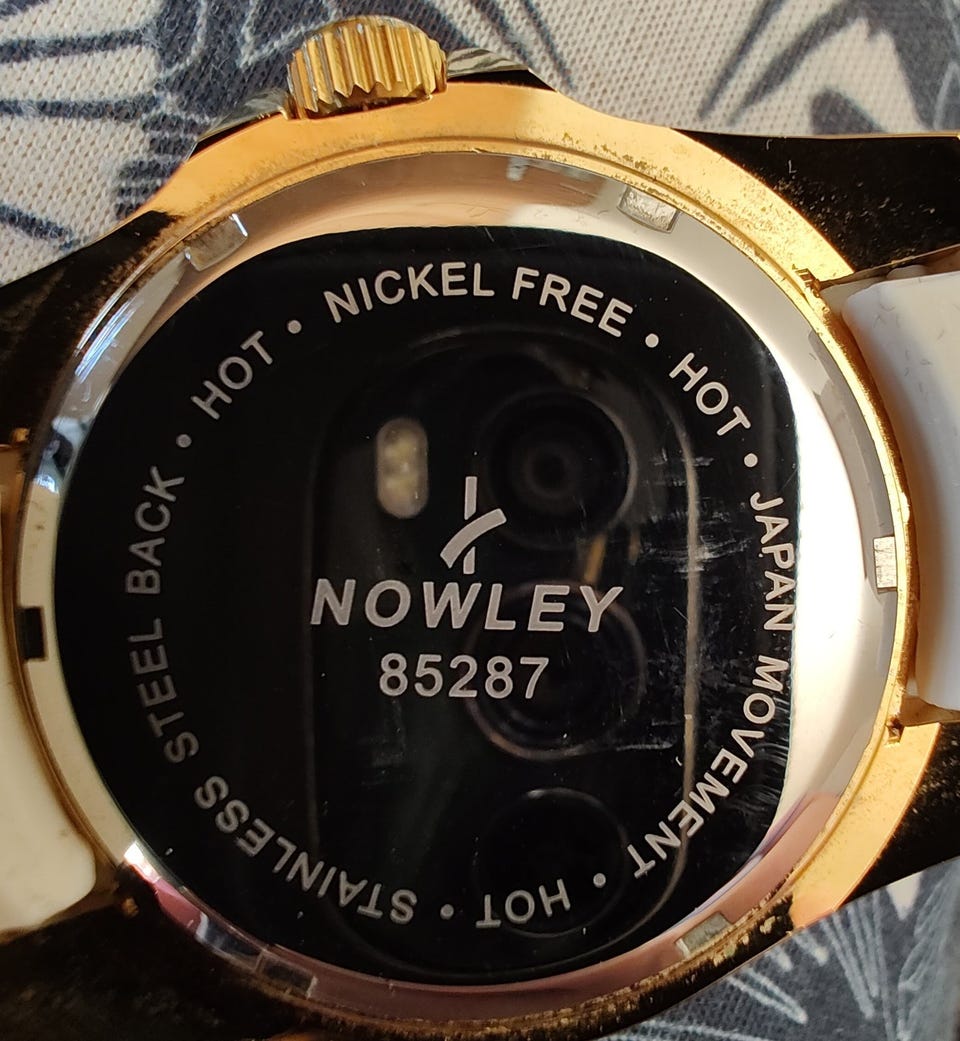 NICKEL FREE • HOT • JAPAN MOVEMENT • HOT • STAINLESS STEEL BACK • HOT •
NOWLEY
85287